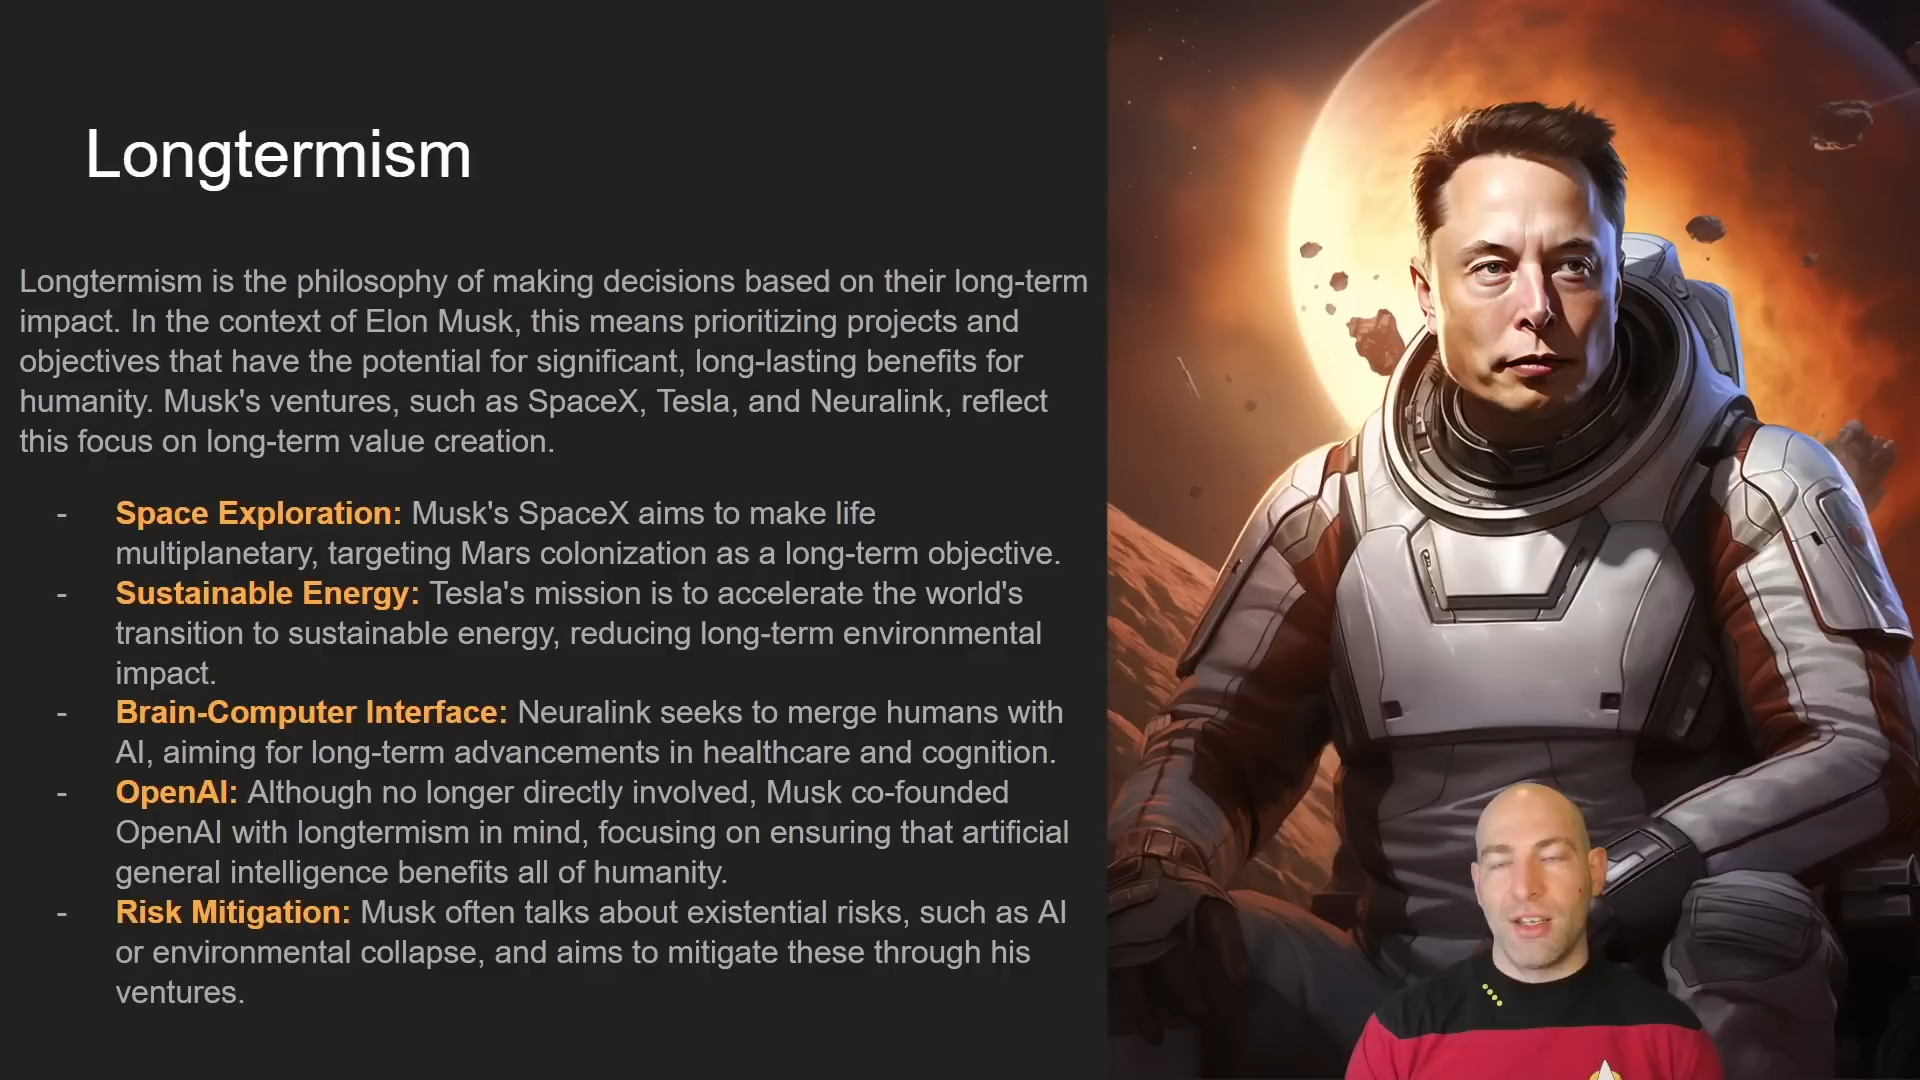 Longtermism
Longtermism is the philosophy of making decisions based on their long-term
impact. In the context of Elon Musk, this means prioritizing projects and
objectives that have the potential for significant, long-lasting benefits for
humanity. Musk's ventures, such as SpaceX, Tesla, and Neuralink, reflect
this focus on long-term value creation.
- Space Exploration: Musk's SpaceX aims to make life
multiplanetary, targeting Mars colonization as a long-term objective.
- Sustainable Energy: Tesla's mission is to accelerate the world's
transition to sustainable energy, reducing long-term environmental
impact.
- Brain-Computer Interface: Neuralink seeks to merge humans with
AI, aiming for long-term advancements in healthcare and cognition.
- OpenAI: Although no longer directly involved, Musk co-founded
OpenAI with longtermism in mind, focusing on ensuring that artificial
general intelligence benefits all of humanity.
- Risk Mitigation: Musk often talks about existential risks, such as AI
or environmental collapse, and aims to mitigate these through his
ventures.